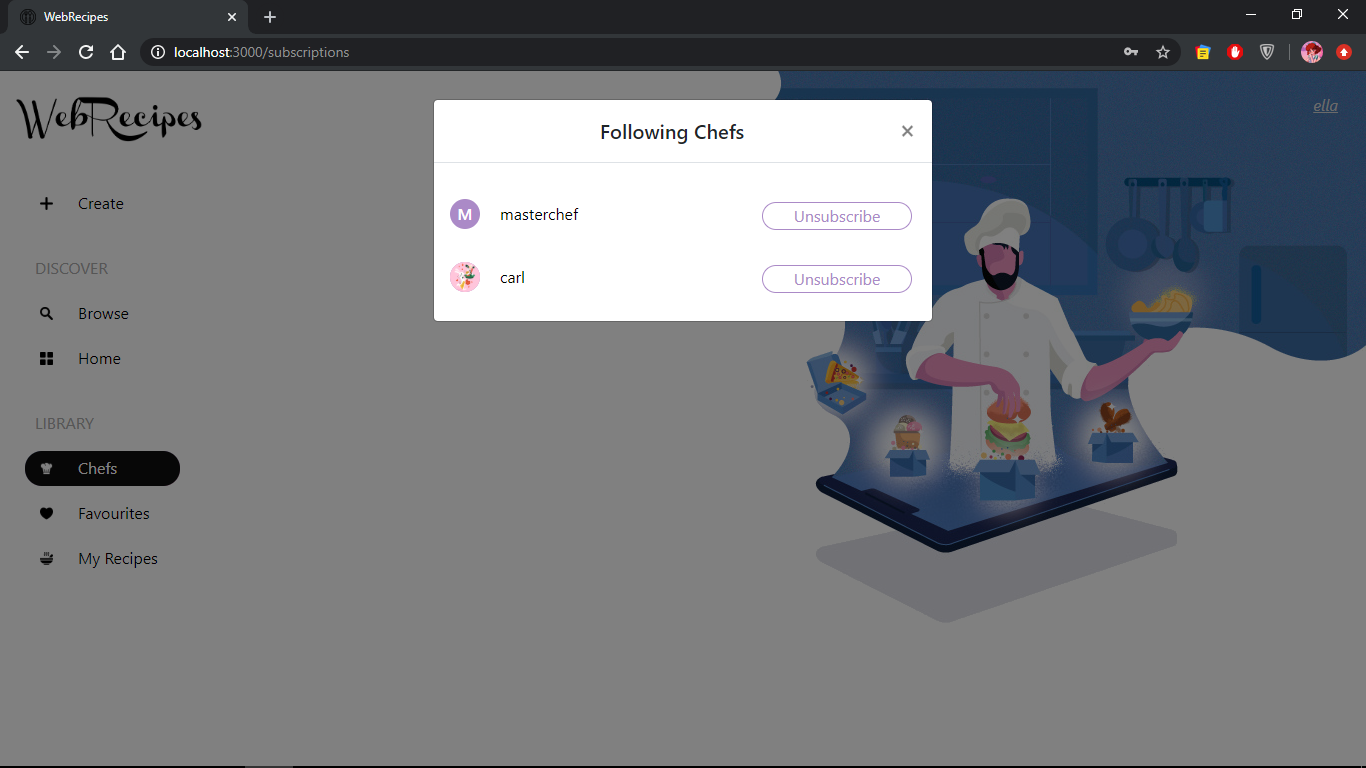 WebRecipes
localhost:3000/subscriptions
WebRecipes
ella
Following Chefs
×
M
masterchef
Unsubscribe
carl
Unsubscribe
Create
DISCOVER
Browse
Home
LIBRARY
Chefs
Favourites
My Recipes